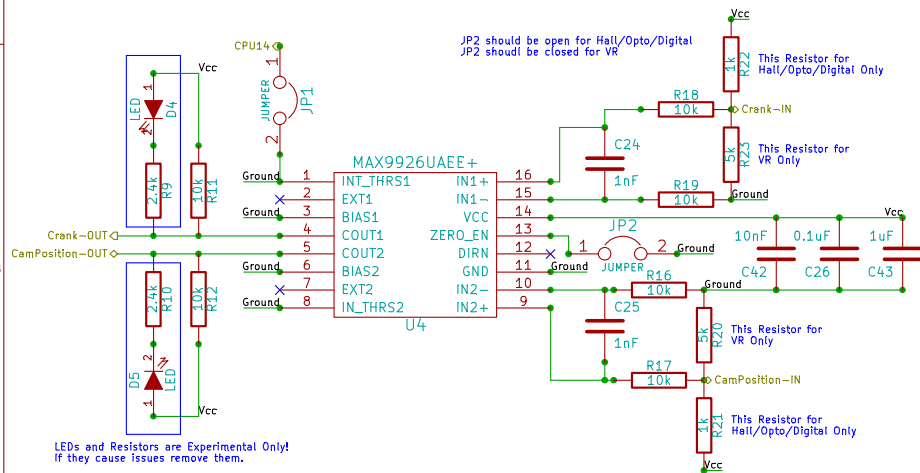 Vcc
CPU14
JP2 should be open for Hall/Opto/Digital
JP2 shoudl be closed for VR
1k
R22
This Resistor for
Hall/Opto/Digital Only
Vcc
1
LED
2
D4
1
JUMPER
JP1
2
R18
10k
Crank-IN
2.4k
R9
10k
R11
MAX9926UAEE+
C24
1nF
5k
R23
This Resistor for
VR Only
Ground
1
INT_THRS1
IN1+
16
2
EXT1
IN1-
15
R19
10k
Ground
Ground
3
BIAS1
VCC
14
Vcc
Crank-OUT
4
COUT1
ZERO_EN
13
JP2
1
2
JUMPER
Ground
10nF
0.1uF
1uF
CamPosition-OUT
5
COUT2
DIRN
12
Ground
6
BIAS2
GND
11
Ground
C42
C26
C43
7
EXT2
IN2-
10
R16
10k
Ground
Ground
8
IN_THRS2
IN2+
9
U4
2.4k
R10
10k
R12
C25
1nF
5k
R20
This Resistor for
VR Only
D5
2
1
LED
R17
10k
CamPosition-IN
Vcc
1k
R21
This Resistor for
Hall/Opto/Digital Only
Vcc
LEDs and Resistors are Experimental Only!
If they cause issues remove them.